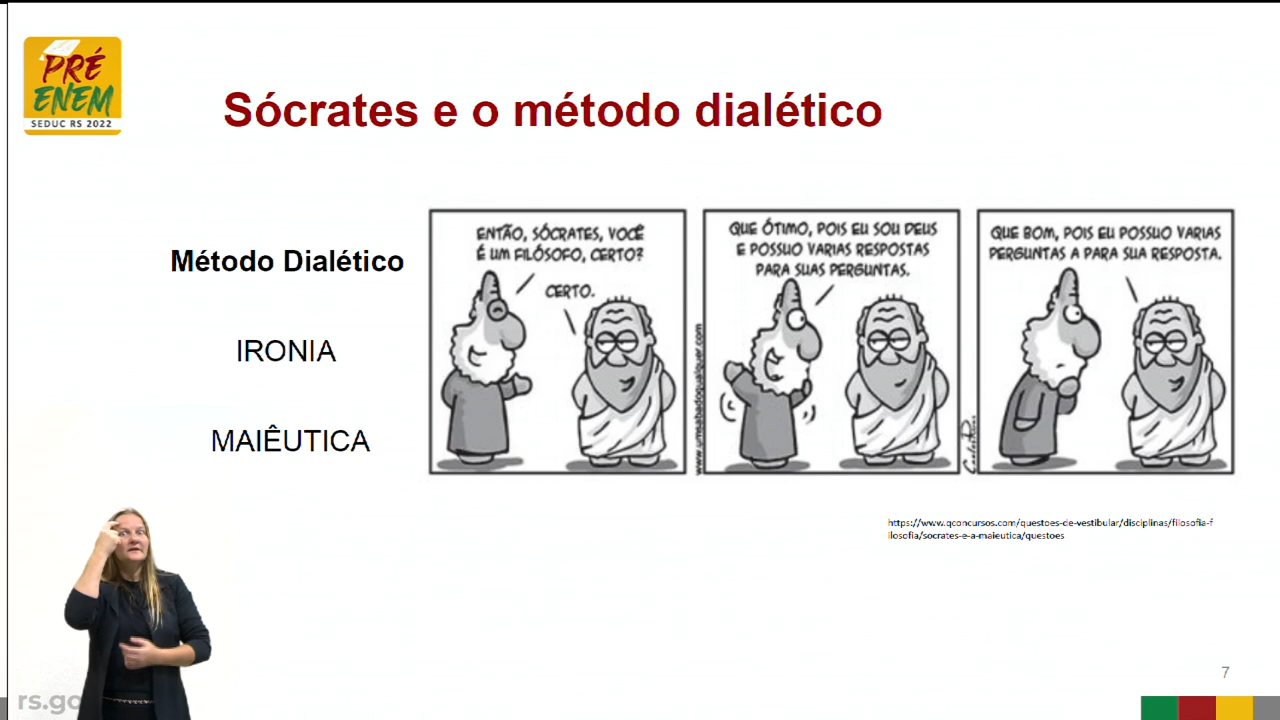 PRÉ
ENEM
SEDUC RS 2022
Sócrates e o método dialético
Método Dialético
IRONIA
MAIÊUTICA
ENTÃO, SÓCRATES, VOCÊ
É UM FILÓSOFO, CERTO?
CERTO.
QUE ÓTIMO, POIS EU SOU DEUS
E POSSUO VARIAS RESPOSTAS
PARA SUAS PERGUNTAS.
QUE BOM, POIS EU POSSUO VARIAS
PERGUNTAS A PARA SUA RESPOSTA.
www.umsabadoqualquer.com
https://www.qconcursos.com/questoes-de-vestibular/disciplinas/filosofia-f
ilosofia/socrates-e-a-maieutica/questoes
rs.go
7